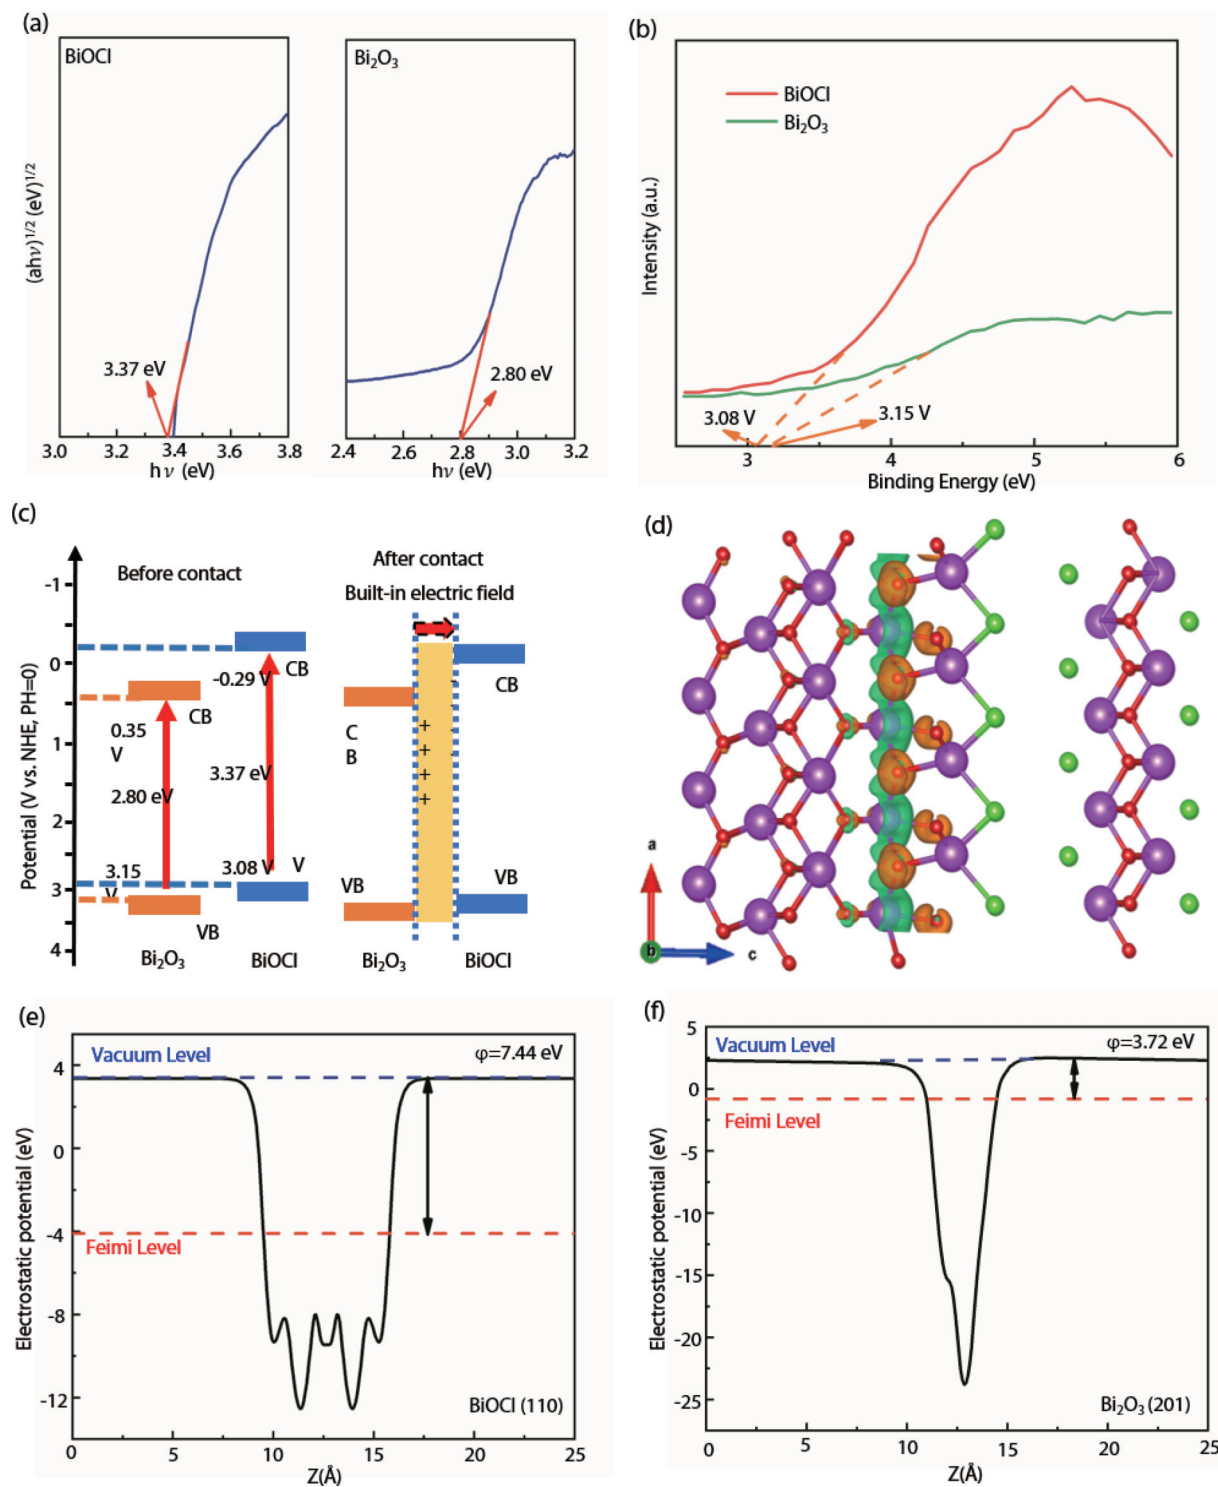 (a)
BiOCl
Bi₂O₃
(ahν)¹/² (eV)¹/²
3.37 eV
2.80 eV
3.0 3.2 3.4 3.6 3.8
2.4 2.6 2.8 3.0 3.2
hν (eV)
hν (eV)
(b)
BiOCl
Bi₂O₃
Intensity (a.u.)
3.08 V
3.15 V
3 4 5 6
Binding Energy (eV)
(c)
Before contact
After contact
Built-in electric field
Potential (V vs. NHE, PH=0)
-1
0
1
2
3
4
CB
-0.29 V
CB
0.35
V
2.80 eV
3.37 eV
3.15
V
3.08 V
V
VB
Bi₂O₃
BiOCl
C
B
CB
+
+
+
+
VB
VB
Bi₂O₃
BiOCl
(d)
a
b
c
(e)
Vacuum Level
φ=7.44 eV
Electrostatic potential (eV)
4
0
-4
-8
-12
Feimi Level
BiOCl (110)
0 5 10 15 20 25
Z(Å)
(f)
Vacuum Level
φ=3.72 eV
Electrostatic potential (eV)
5
0
-5
-10
-15
-20
-25
Feimi Level
Bi₂O₃ (201)
0 5 10 15 20 25
Z(Å)